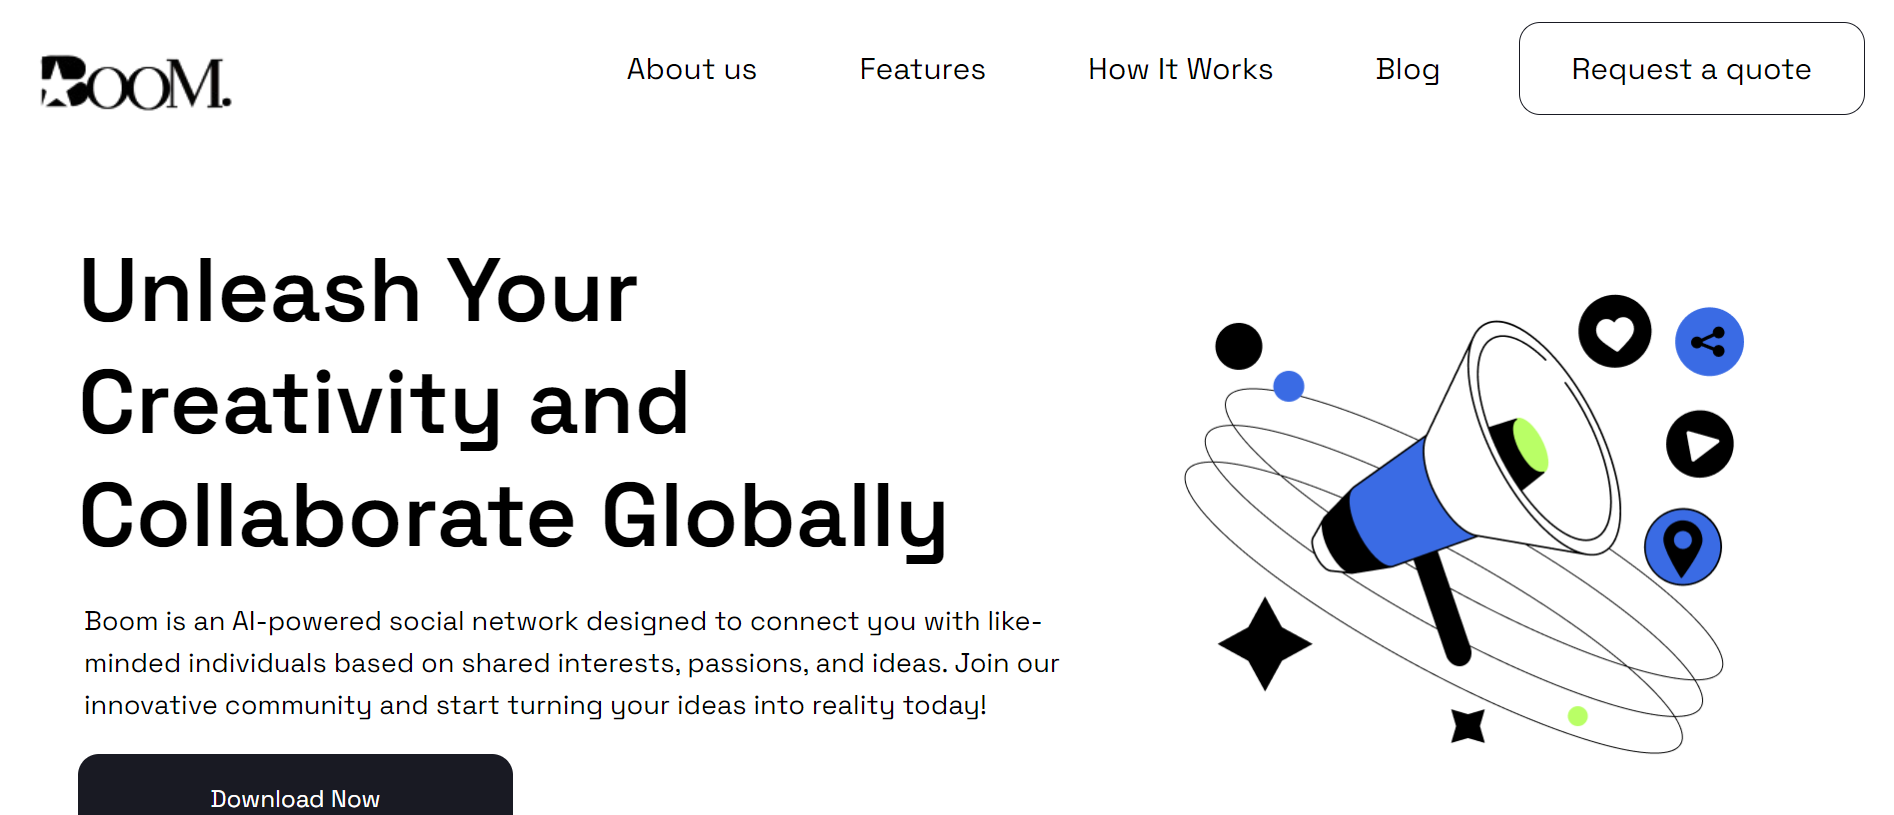 BOOM.
About us
Features
How It Works
Blog
Request a quote
Unleash Your
Creativity and
Collaborate Globally
Boom is an AI-powered social network designed to connect you with like-
minded individuals based on shared interests, passions, and ideas. Join our
innovative community and start turning your ideas into reality today!
Download Now